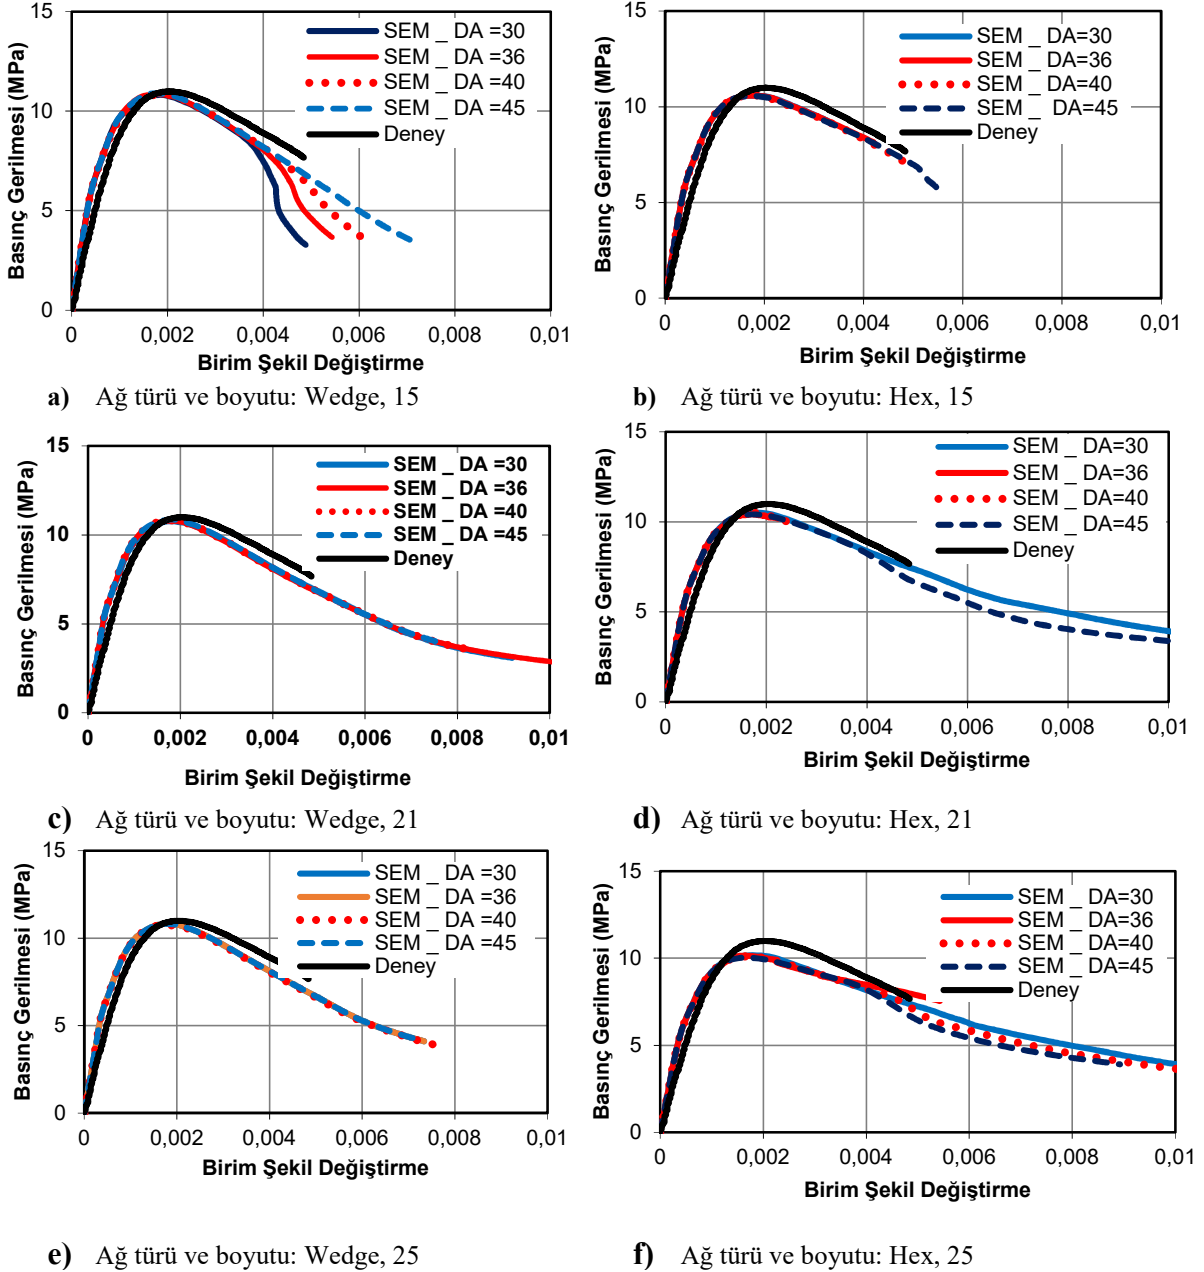 15
10
5
0
Basınç Gerilmesi (MPa)
SEM _ DA =30
SEM _ DA =36
SEM _ DA =40
SEM _ DA =45
Deney
0 0,002 0,004 0,006 0,008 0,01
Birim Şekil Değiştirme
a) Ağ türü ve boyutu: Wedge, 15
15
10
5
0
Basınç Gerilmesi (MPa)
SEM _ DA=30
SEM _ DA=36
SEM _ DA=40
SEM _ DA=45
Deney
0 0,002 0,004 0,006 0,008 0,01
Birim Şekil Değiştirme
b) Ağ türü ve boyutu: Hex, 15
15
10
5
0
Basınç Gerilmesi (MPa)
SEM _ DA =30
SEM _ DA =36
SEM _ DA =40
SEM _ DA =45
Deney
0 0,002 0,004 0,006 0,008 0,01
Birim Şekil Değiştirme
c) Ağ türü ve boyutu: Wedge, 21
15
10
5
0
Basınç Gerilmesi (MPa)
SEM _ DA=30
SEM _ DA=36
SEM _ DA=40
SEM _ DA=45
Deney
0 0,002 0,004 0,006 0,008 0,01
Birim Şekil Değiştirme
d) Ağ türü ve boyutu: Hex, 21
15
10
5
0
Basınç Gerilmesi (MPa)
SEM _ DA =30
SEM _ DA =36
SEM _ DA =40
SEM _ DA =45
Deney
0 0,002 0,004 0,006 0,008 0,01
Birim Şekil Değiştirme
e) Ağ türü ve boyutu: Wedge, 25
15
10
5
0
Basınç Gerilmesi (MPa)
SEM _ DA=30
SEM _ DA=36
SEM _ DA=40
SEM _ DA=45
Deney
0 0,002 0,004 0,006 0,008 0,01
Birim Şekil Değiştirme
f) Ağ türü ve boyutu: Hex, 25